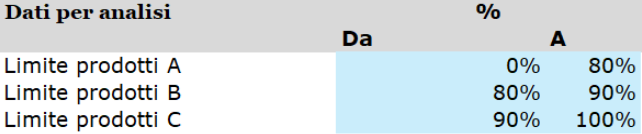 Dati per analisi %
Da A
Limite prodotti A 0% 80%
Limite prodotti B 80% 90%
Limite prodotti C 90% 100%